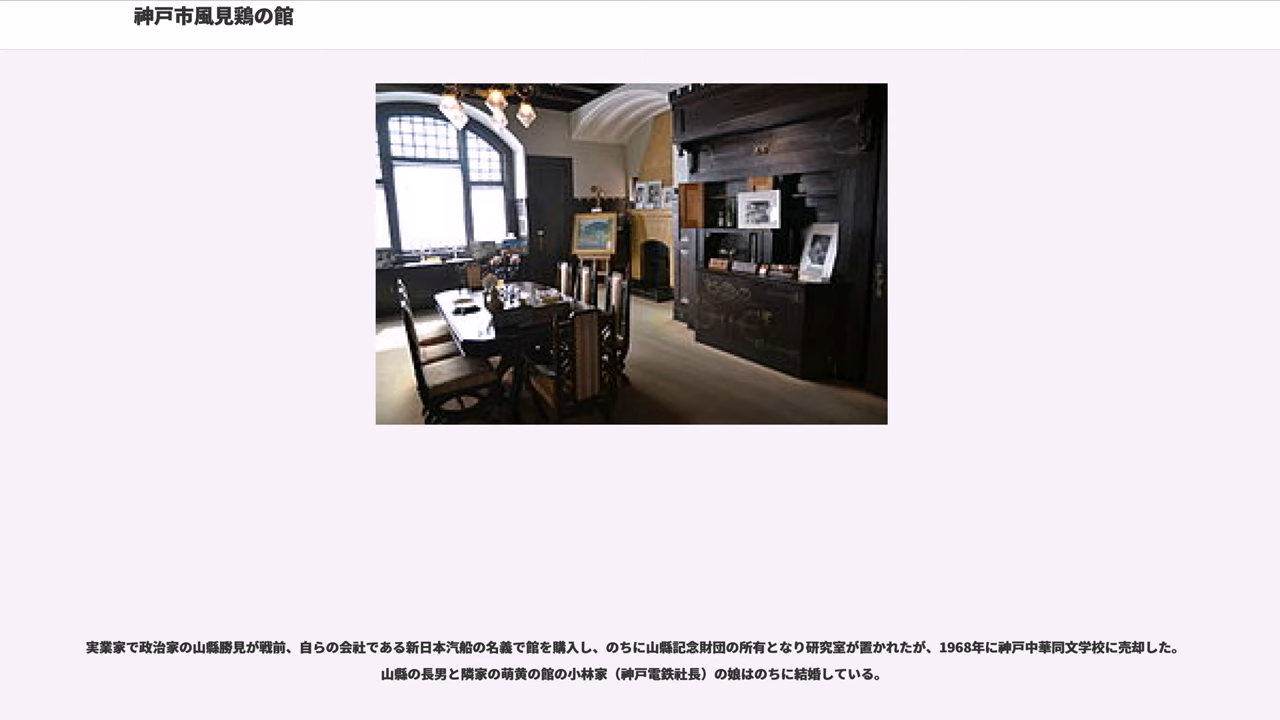 神戸市風見鶏の館
実業家で政治家の山縣勝見が戦前、自らの会社である新日本汽船の名義で館を購入し、のちに山縣記念財団の所有となり研究室が置かれたが、1968年に神戸中華同文学校に売却した。
山縣の長男と隣家の萌黄の館の小林家（神戸電鉄社長）の娘はのちに結婚している。